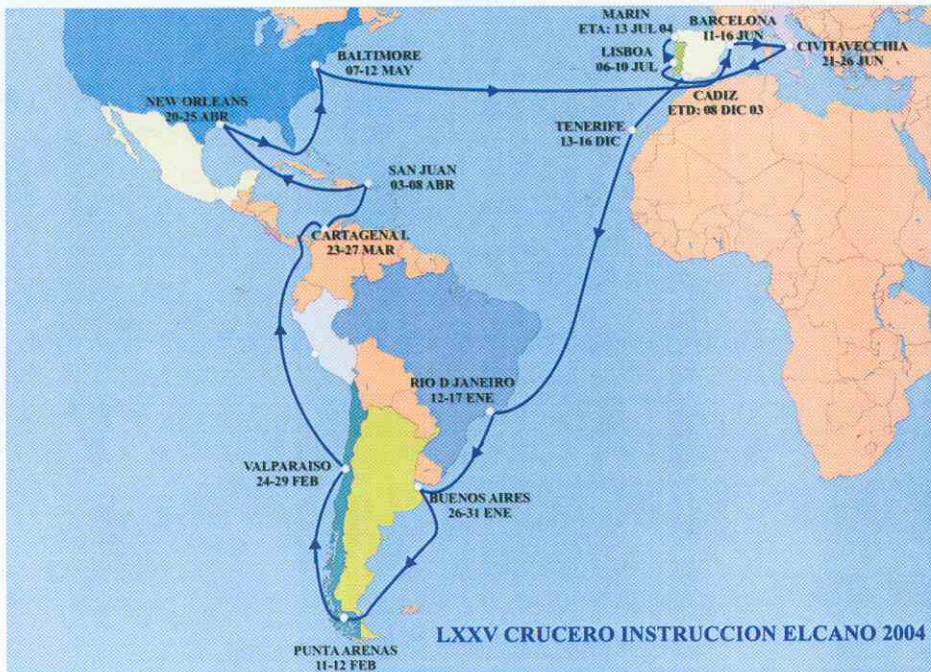 MARIN
ETA: 13 JUL 04
BARCELONA
11-16 JUN
CIVITAVECCHIA
21-26 JUN
LISBOA
06-10 JUL
BALTIMORE
07-12 MAY
CADIZ
ETD: 08 DIC 03
NEW ORLEANS
20-25 ABR
TENERIFE
13-16 DIC
SAN JUAN
03-08 ABR
CARTAGENA I.
23-27 MAR
RIO D JANEIRO
12-17 ENE
VALPARAISO
24-29 FEB
BUENOS AIRES
26-31 ENE
LXXV CRUCERO INSTRUCCION ELCANO 2004
PUNTA ARENAS
11-12 FEB